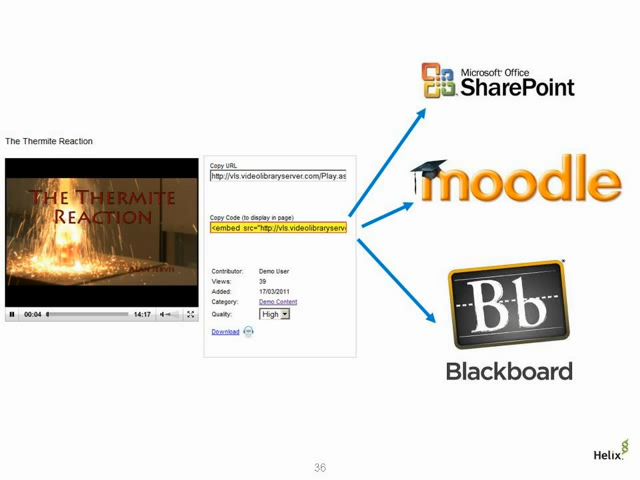 Microsoft Office
SharePoint
The Thermite Reaction
Copy URL
http://vls.videolibraryserver.com/Play.as
moodle
THE THERMITE
REACTION
Copy Code (to display in page)
<embed src="http://vls.videolibraryserve
Contributor: Demo User
Views: 39
Added: 17/03/2011
Category: Demo Content
Quality: High
00:04 14:17
Download
Bb
Blackboard
Helix
36